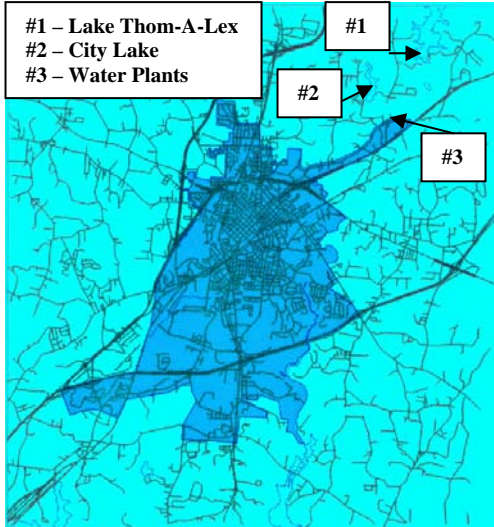 #1 – Lake Thom-A-Lex
#2 – City Lake
#3 – Water Plants
#1
#2
#3